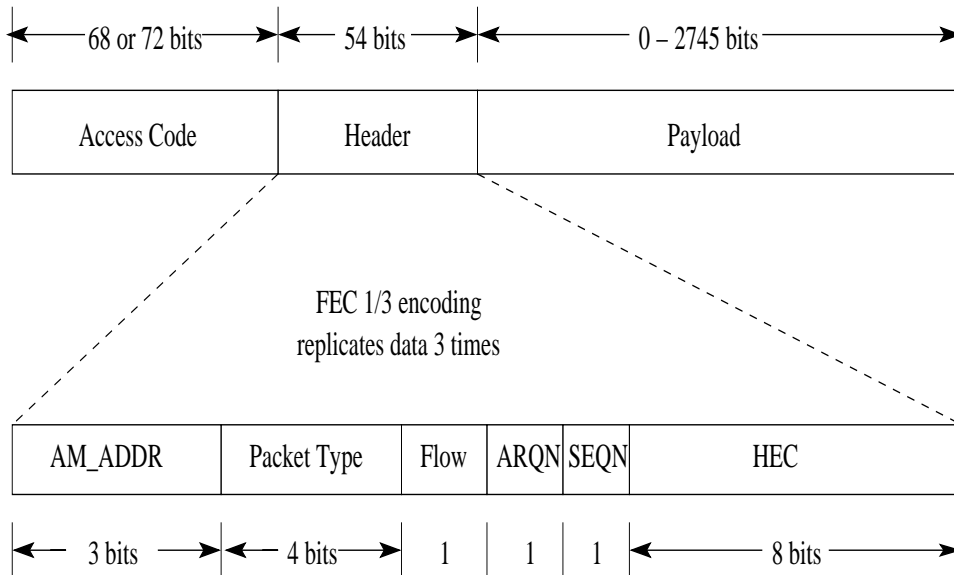 68 or 72 bits 54 bits 0 – 2745 bits
Access Code Header Payload
FEC 1/3 encoding
replicates data 3 times
AM_ADDR Packet Type Flow ARQN SEQN HEC
3 bits 4 bits 1 1 1 8 bits